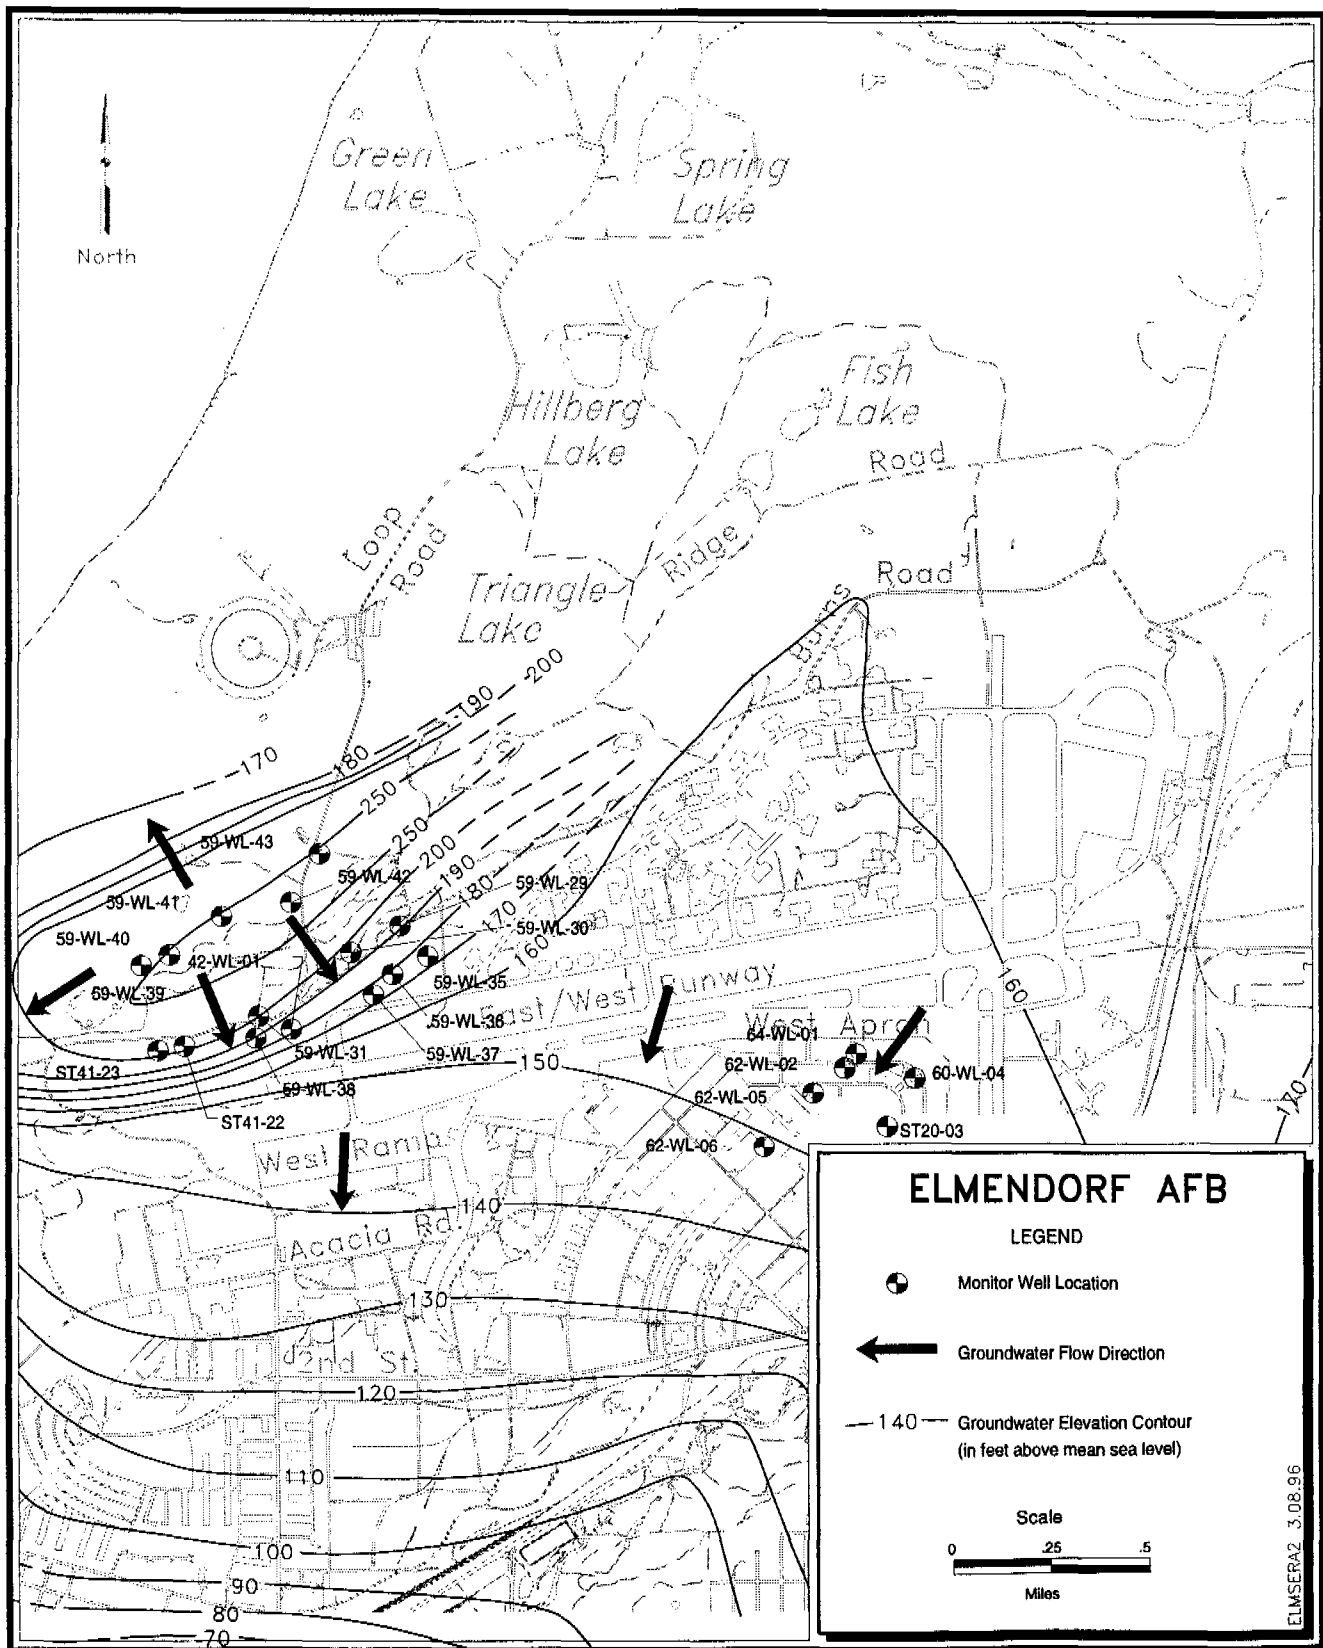 North
Green
Lake
Spring
Lake
Hillberg
Lake
Fish
Lake
Road
Loop
Road
Ridge
Road
Burns
Triangle
Lake
200
190
180
170
250
250
200
190
180
170
160
59-WL-43
59-WL-42
59-WL-29
59-WL-41
59-WL-30
59-WL-40
42-WL-01
59-WL-39
59-WL-35
59-WL-36
59-WL-37
59-WL-31
59-WL-38
ST41-23
ST41-22
East/West Runway
West Apron
160
64-WL-01
62-WL-02
60-WL-04
62-WL-05
ST20-03
62-WL-06
170
150
West Ramps
140
Acacia Rd.
130
42nd St.
120
110
100
90
80
70
ELMENDORF AFB
LEGEND
Monitor Well Location
Groundwater Flow Direction
140 Groundwater Elevation Contour
(in feet above mean sea level)
Scale
0 .25 .5
Miles
ELMSERA2 3.08.96